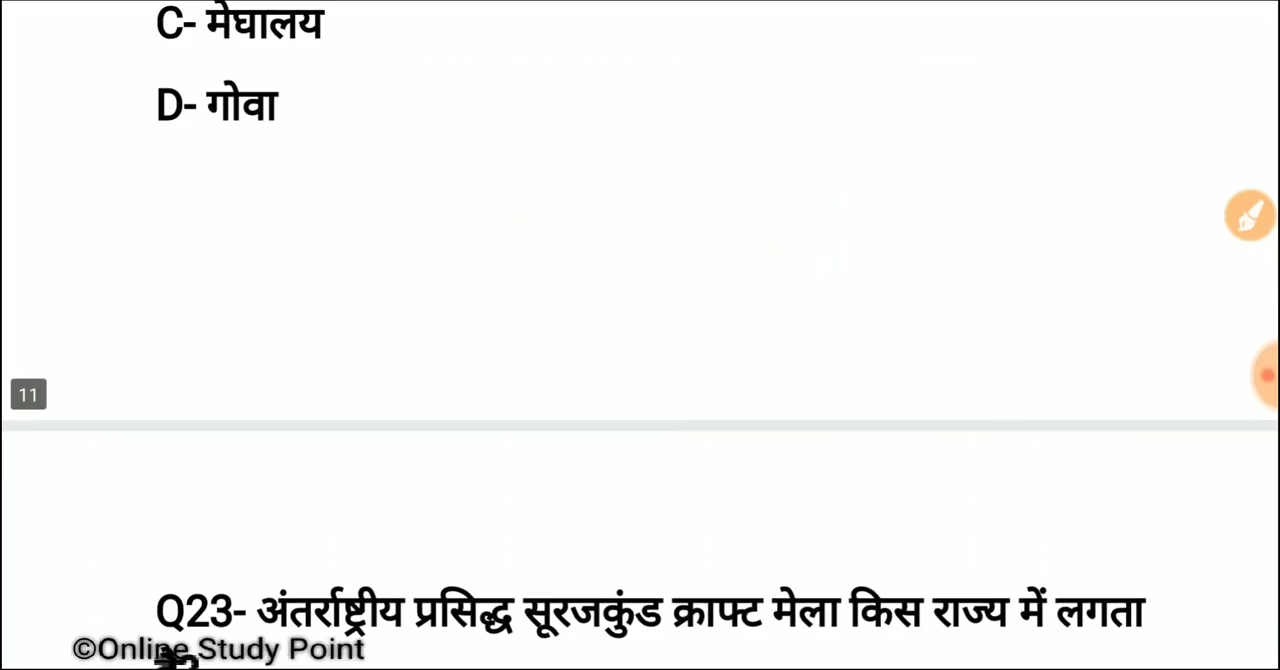 C- मेघालय
D- गोवा
11
Q23- अंतर्राष्ट्रीय प्रसिद्ध सूरजकुंड क्राफ्ट मेला किस राज्य में लगता
©Online Study Point